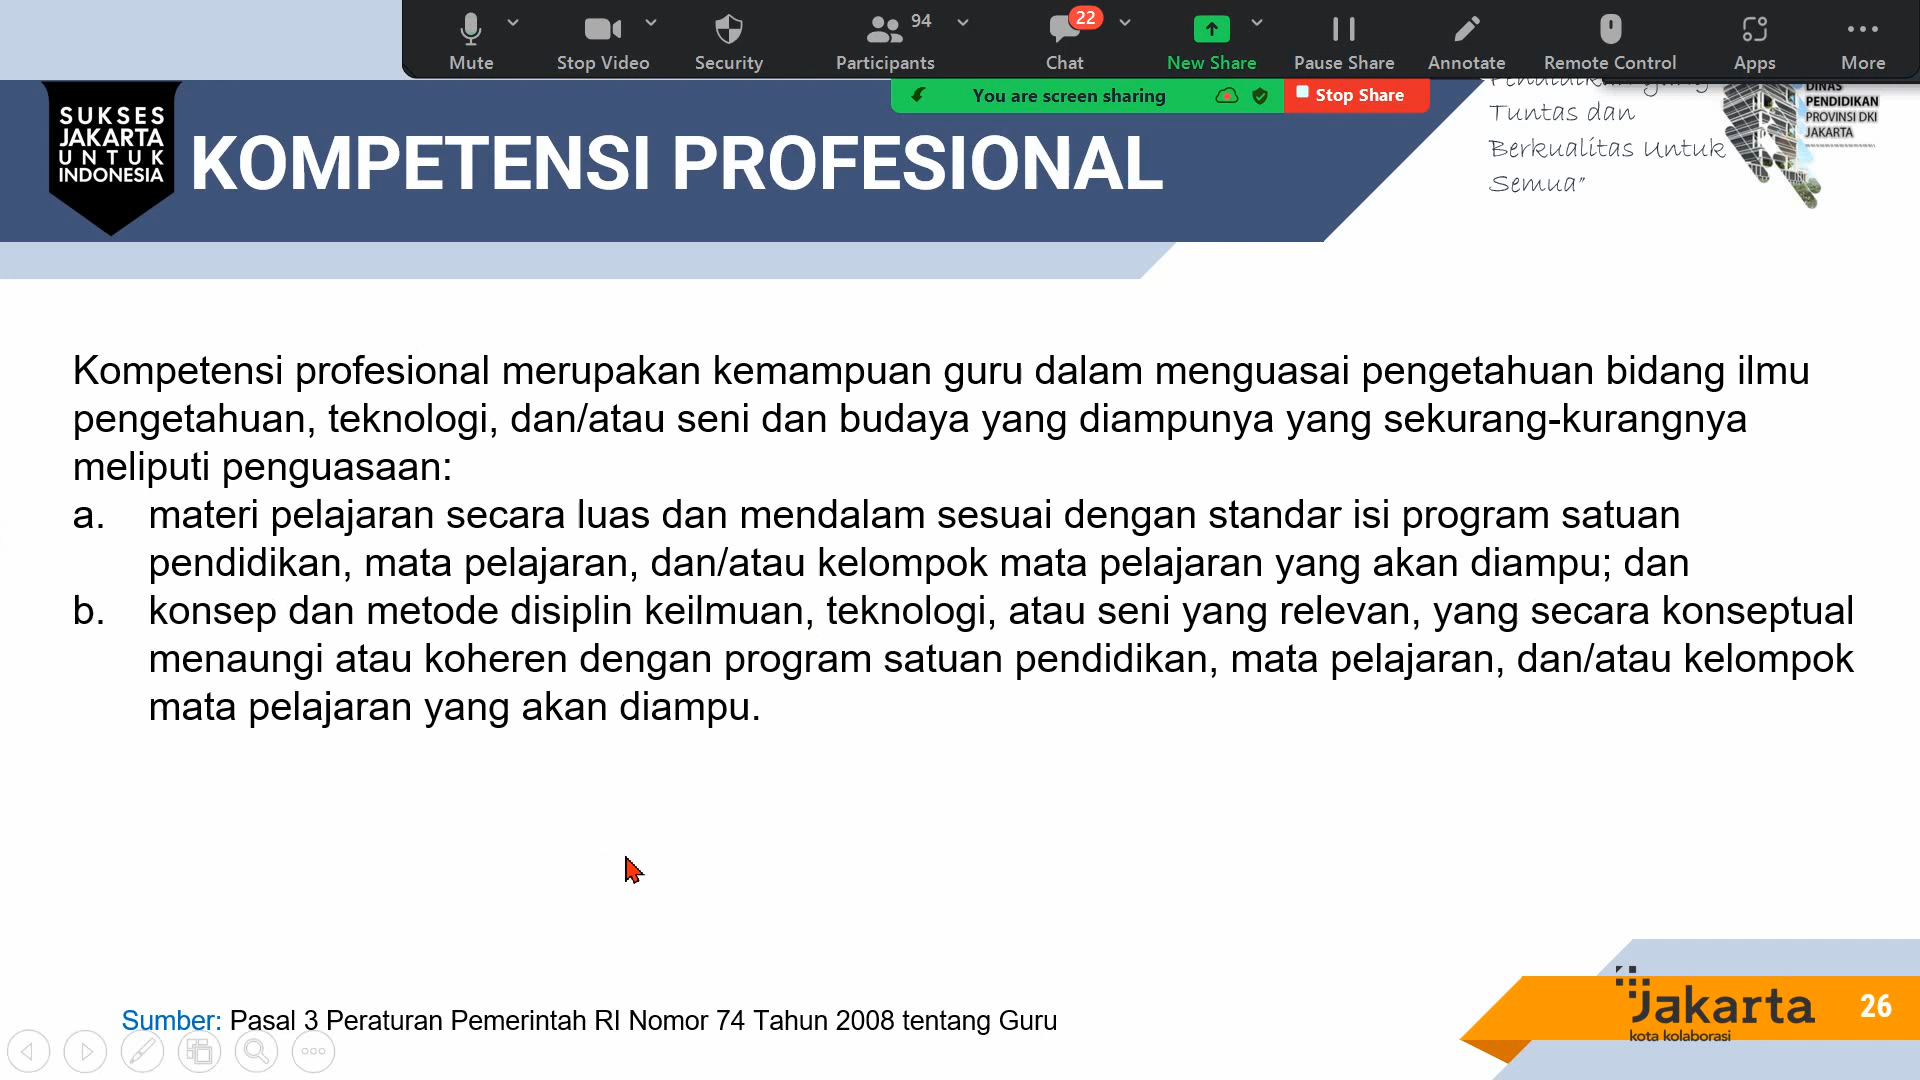 Mute
Stop Video
Security
Participants
94
Chat
22
New Share
Pause Share
Annotate
Remote Control
Apps
More
You are screen sharing
Stop Share
SUKSES
JAKARTA
UNTUK
INDONESIA
KOMPETENSI PROFESIONAL
Tuntas dan
Berkualitas Untuk
Semua”
DINAS
PENDIDIKAN
PROVINSI DKI
JAKARTA
Kompetensi profesional merupakan kemampuan guru dalam menguasai pengetahuan bidang ilmu
pengetahuan, teknologi, dan/atau seni dan budaya yang diampunya yang sekurang-kurangnya
meliputi penguasaan:
a. materi pelajaran secara luas dan mendalam sesuai dengan standar isi program satuan
pendidikan, mata pelajaran, dan/atau kelompok mata pelajaran yang akan diampu; dan
b. konsep dan metode disiplin keilmuan, teknologi, atau seni yang relevan, yang secara konseptual
menaungi atau koheren dengan program satuan pendidikan, mata pelajaran, dan/atau kelompok
mata pelajaran yang akan diampu.
Sumber: Pasal 3 Peraturan Pemerintah RI Nomor 74 Tahun 2008 tentang Guru
Jakarta
kota kolaborasi
26